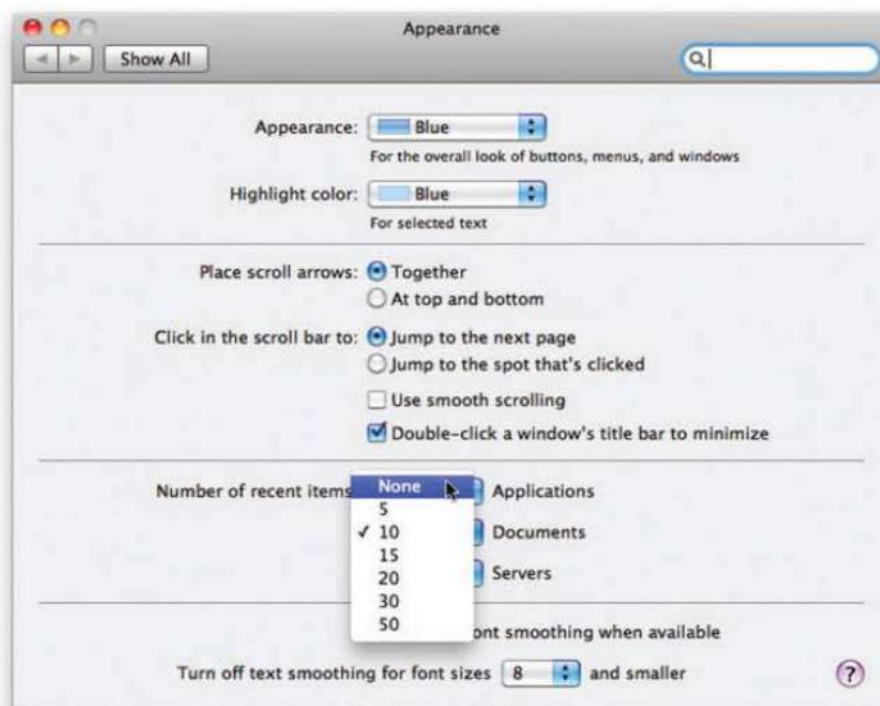 Appearance
Show All
Appearance: Blue
For the overall look of buttons, menus, and windows
Highlight color: Blue
For selected text
Place scroll arrows: Together
At top and bottom
Click in the scroll bar to: Jump to the next page
Jump to the spot that's clicked
Use smooth scrolling
Double-click a window's title bar to minimize
Number of recent items None Applications
5
✓ 10 Documents
15
20 Servers
30
50 smoothing when available
Turn off text smoothing for font sizes 8 and smaller ?